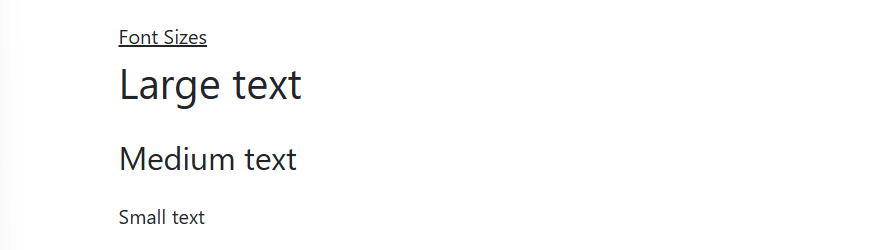 Font Sizes
Large text
Medium text
Small text